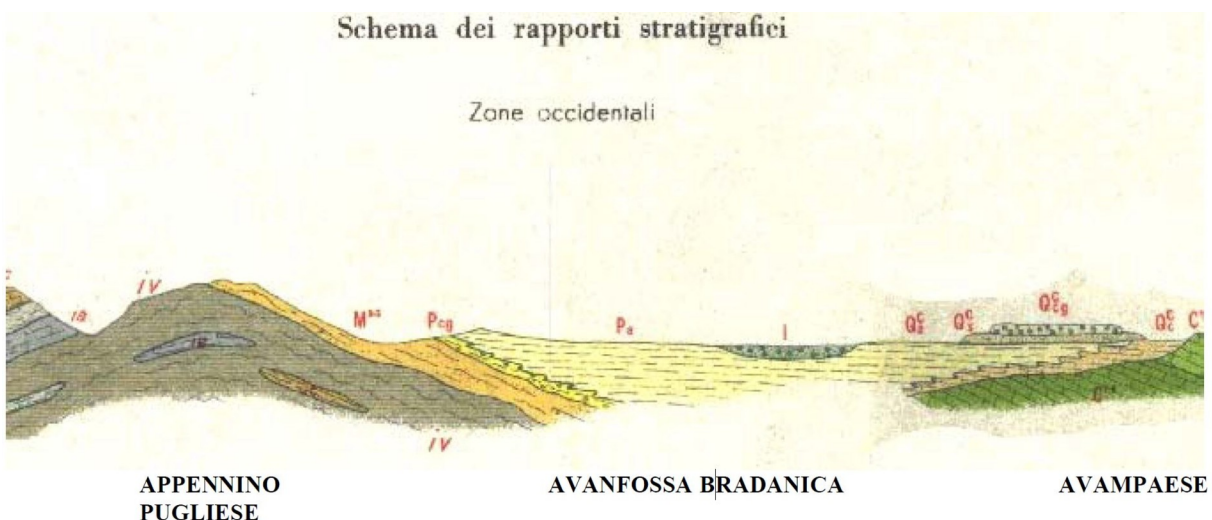 Schema dei rapporti stratigrafici
Zone occidentali
IV
M
Pcg
Pa
l
Q
Q
Q
Q
C
IV
APPENNINO
PUGLIESE
AVANFOSSA BRADANICA
AVAMPAESE